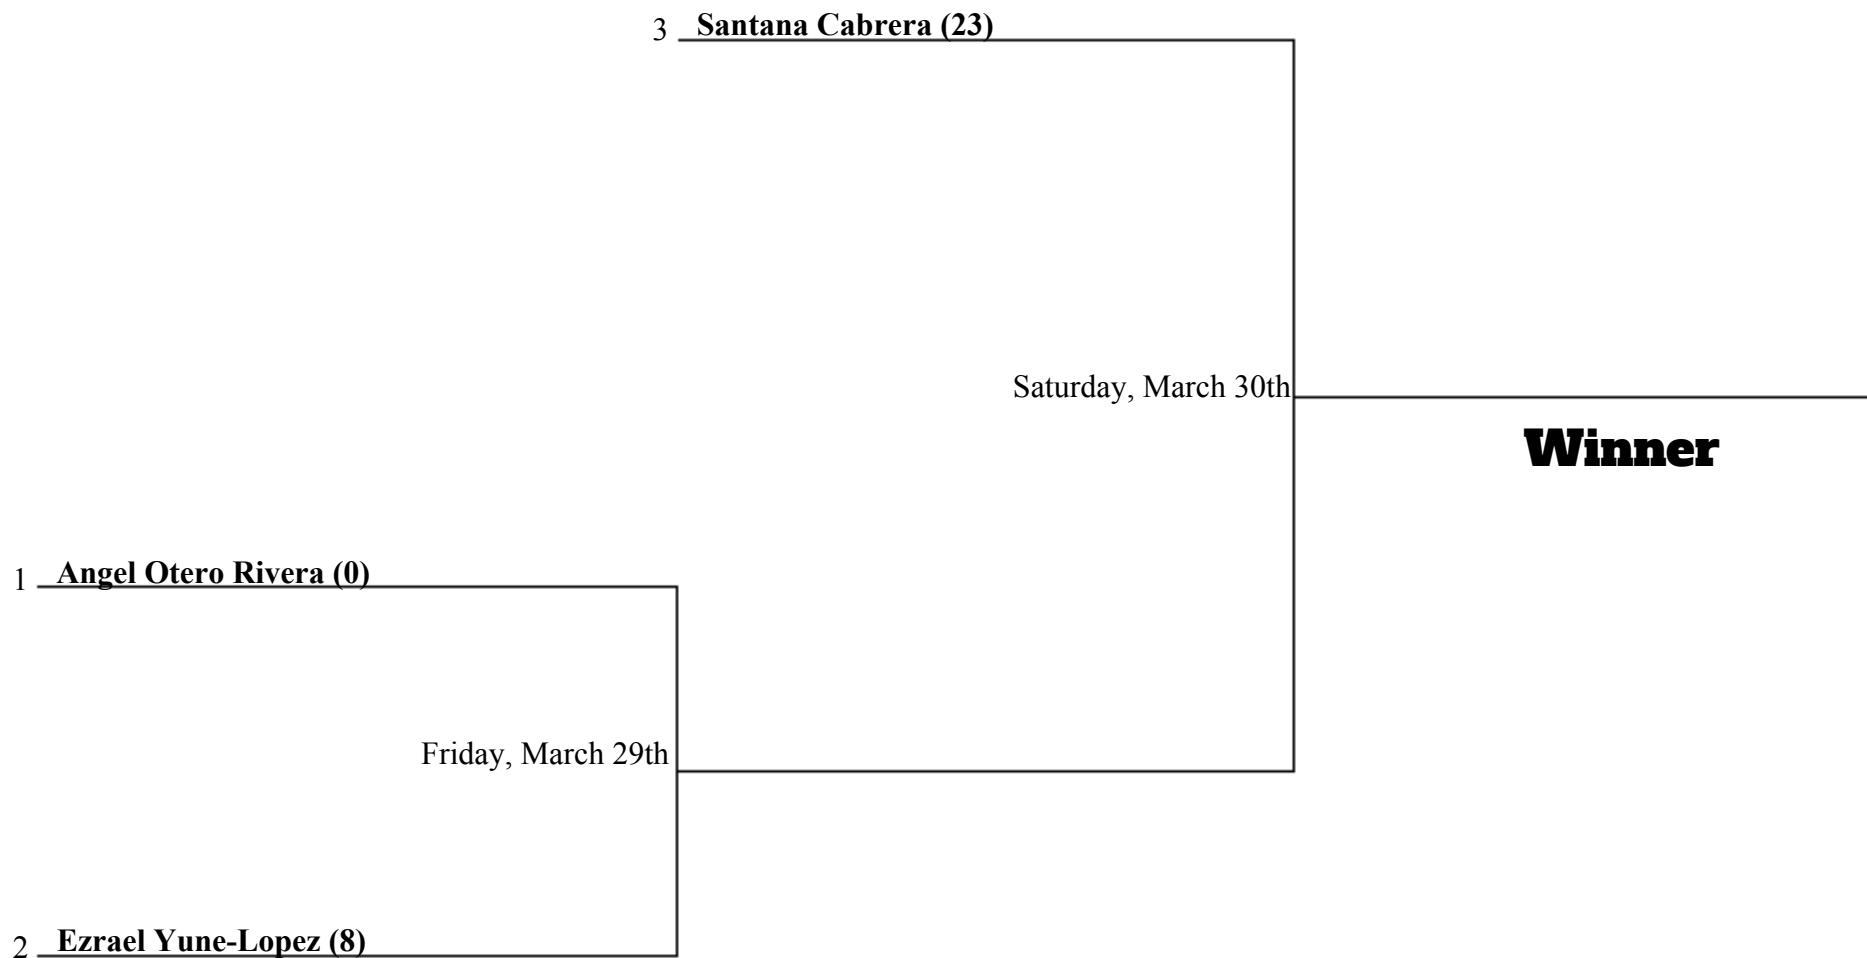 3 Santana Cabrera (23)
Saturday, March 30th
Winner
1 Angel Otero Rivera (0)
Friday, March 29th
2 Ezrael Yune-Lopez (8)